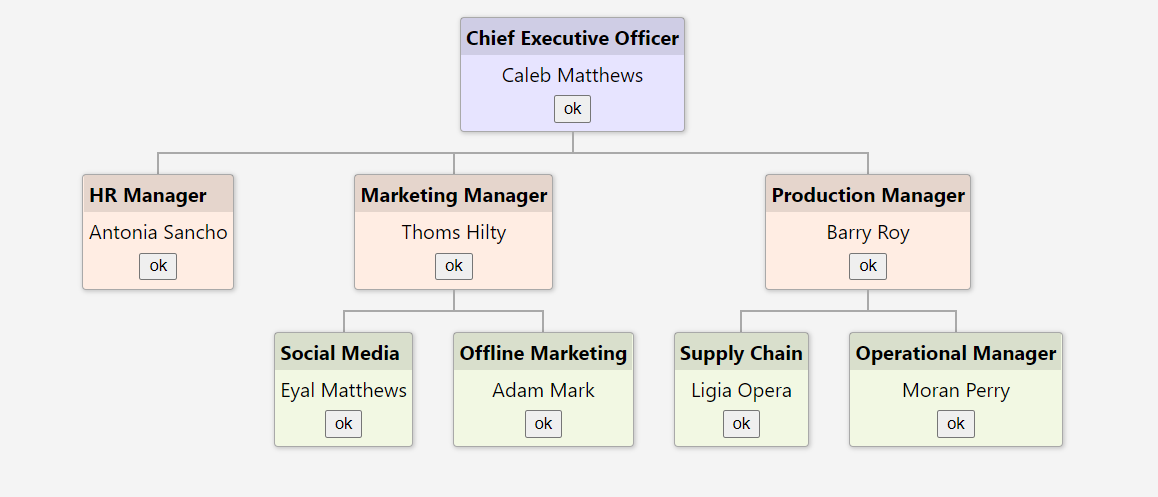 Chief Executive Officer
Caleb Matthews
ok
HR Manager
Antonia Sancho
ok
Marketing Manager
Thoms Hilty
ok
Production Manager
Barry Roy
ok
Social Media
Eyal Matthews
ok
Offline Marketing
Adam Mark
ok
Supply Chain
Ligia Opera
ok
Operational Manager
Moran Perry
ok